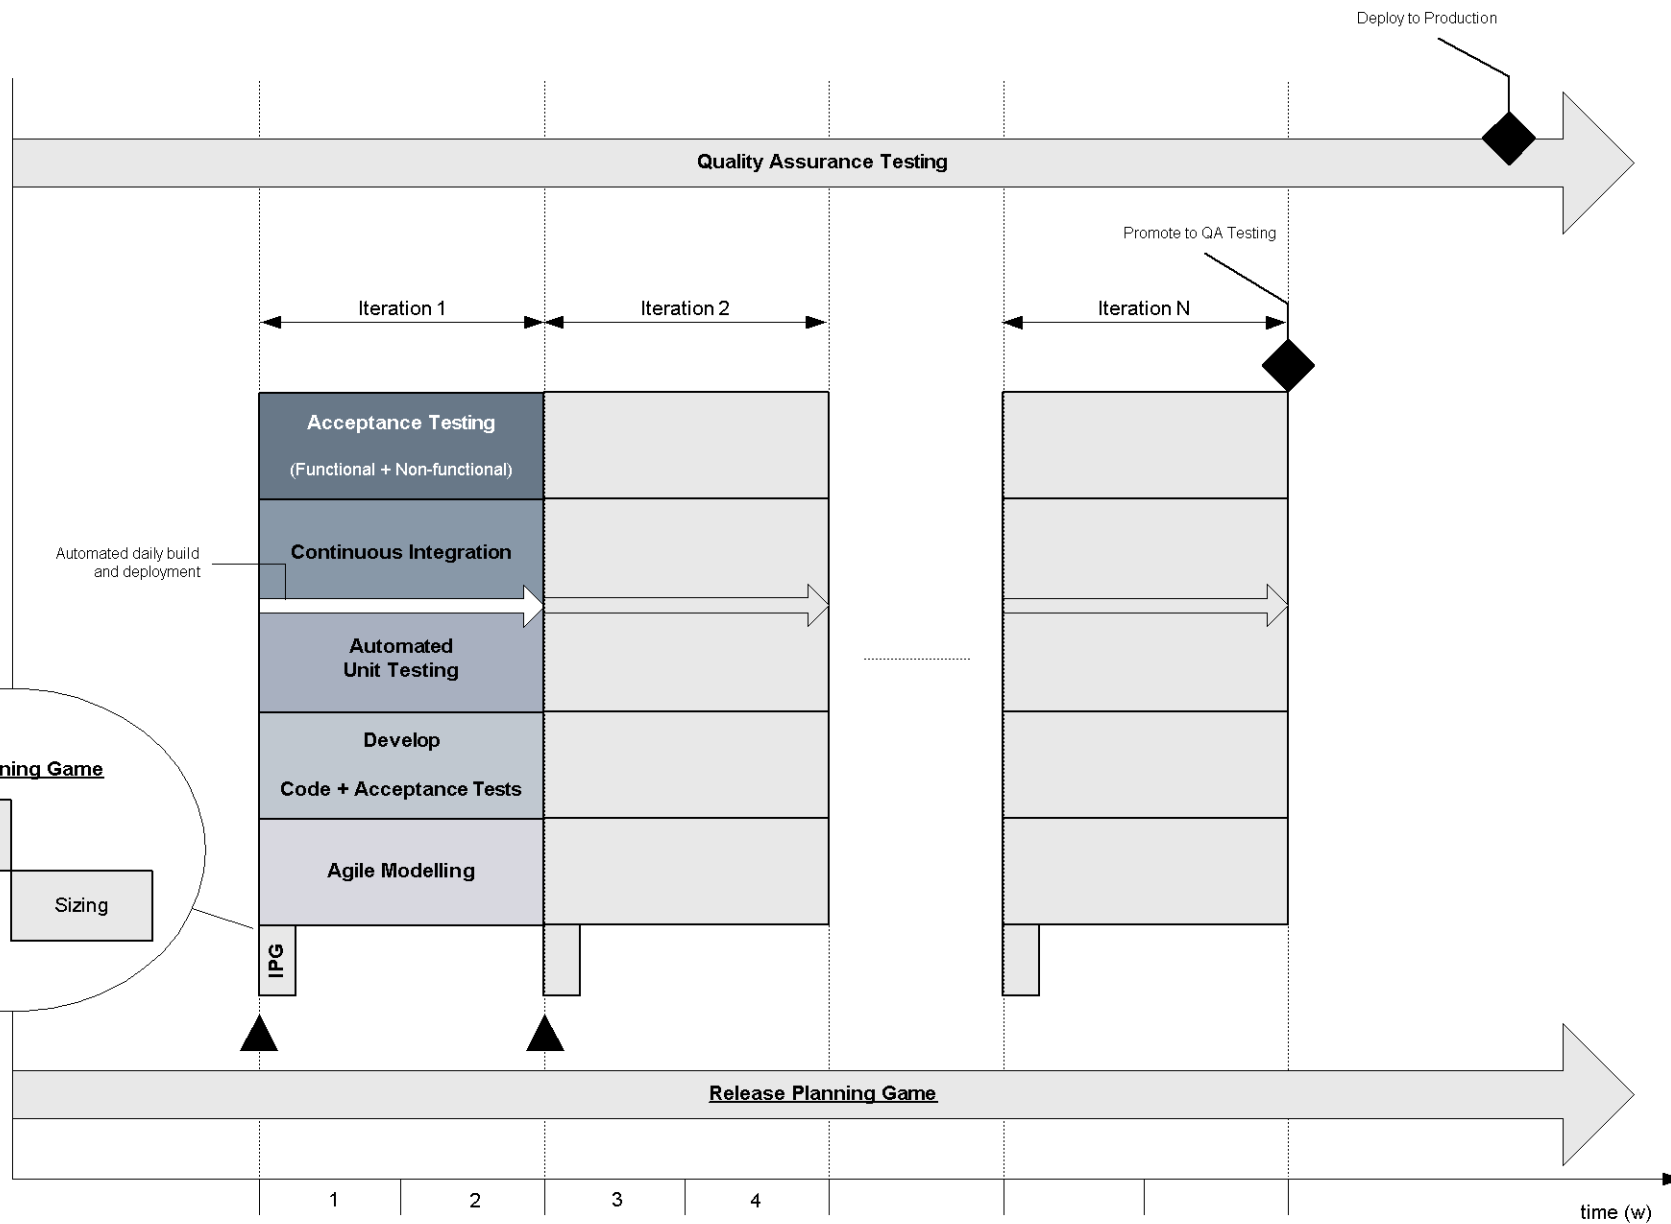 Deploy to Production
Quality Assurance Testing
Promote to QA Testing
Iteration 1
Iteration 2
Iteration N
Acceptance Testing
(Functional + Non-functional)
Continuous Integration
Automated daily build
and deployment
Automated
Unit Testing
Develop
Code + Acceptance Tests
ning Game
Agile Modelling
Sizing
IPG
Release Planning Game
1
2
3
4
time (w)